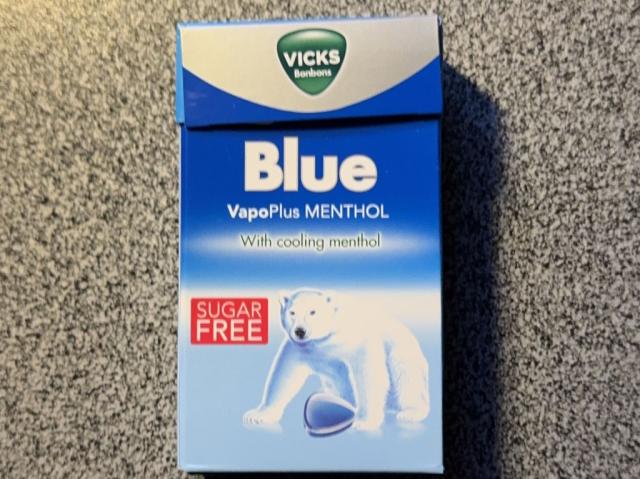 VICKS
Bonbons
Blue
VapoPlus MENTHOL
With cooling menthol
SUGAR
FREE